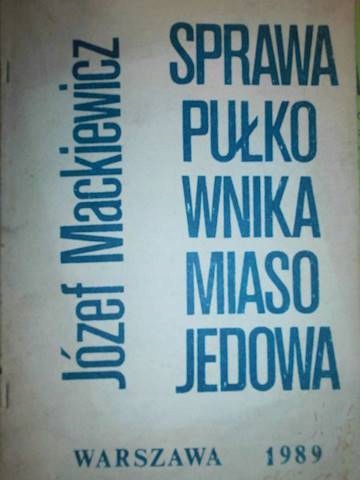 Józef Mackiewicz
SPRAWA
PUŁKO
WNIKA
MIASO
JEDOWA
WARSZAWA 1989